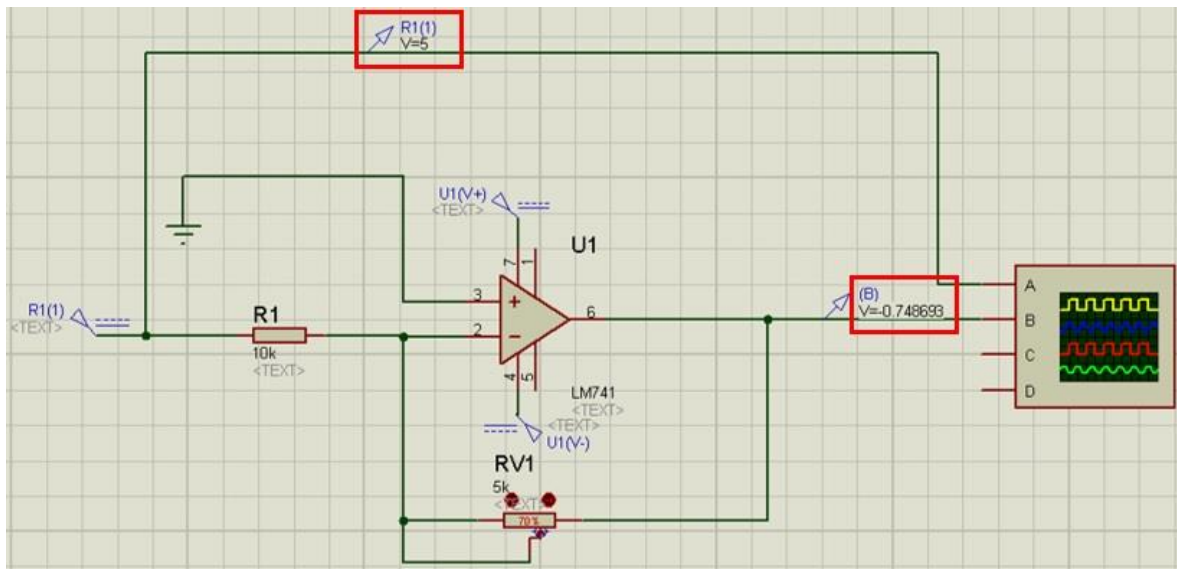 R1(1)
V=5
U1(V+)
<TEXT>
U1
7
1
R1(1)
<TEXT>
R1
10k
<TEXT>
3
2
6
4
5
(B)
V=-0.748693
A
B
C
D
LM741
<TEXT>
<TEXT>
U1(V-)
RV1
5k
<TEXT>
70%